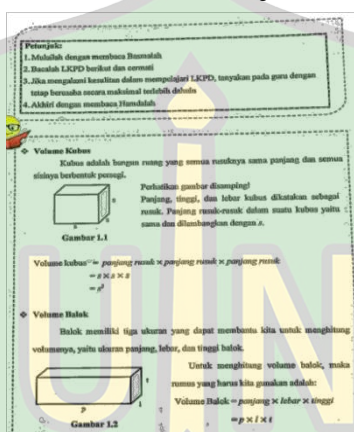 Petunjuk:
1. Mulailah dengan membaca Basmalah
2. Bacalah LKPD berikut dan cermati
3. Jika mengalami kesulitan dalam mempelajari LKPD, tanyakan pada guru dengan
tetap berusaha secara maksimal terlebih dahulu
4. Akhiri dengan membaca Hamdalah
❖ Volume Kubus
Kubus adalah bangun ruang yang semua rusuknya sama panjang dan semua
sisinya berbentuk persegi.
Perhatikan gambar disamping!
Panjang, tinggi, dan lebar kubus dikatakan sebagai
rusuk. Panjang rusuk-rusuk dalam suatu kubus yaitu
sama dan dilambangkan dengan s.
s
s
Gambar 1.1
Volume kubus = panjang rusuk × panjang rusuk × panjang rusuk
= s × s × s
= s³
❖ Volume Balok
Balok memiliki tiga ukuran yang dapat membantu kita untuk menghitung
volumenya, yaitu ukuran panjang, lebar, dan tinggi balok.
Untuk menghitung volume balok, maka
rumus yang harus kita gunakan adalah:
Volume Balok = panjang × lebar × tinggi
= p × l × t
t
l
p
Gambar 1.2
UIN